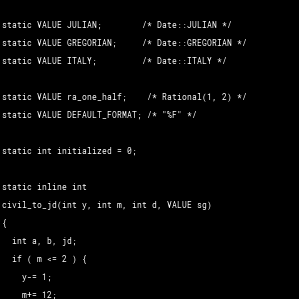 static VALUE JULIAN;        /* Date::JULIAN */
static VALUE GREGORIAN;     /* Date::GREGORIAN */
static VALUE ITALY;         /* Date::ITALY */
static VALUE ra_one_half;    /* Rational(1, 2) */
static VALUE DEFAULT_FORMAT; /* "%F" */
static int initialized = 0;
static inline int
civil_to_jd(int y, int m, int d, VALUE sg)
{
  int a, b, jd;
  if ( m <= 2 ) {
    y-= 1;
    m+= 12;